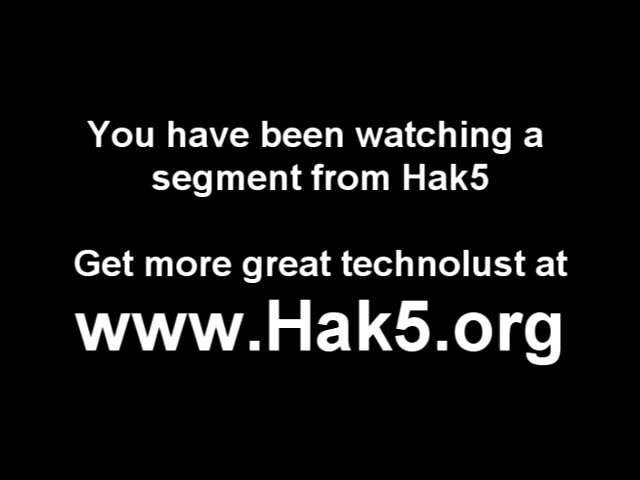 You have been watching a
segment from Hak5
Get more great technolust at
www.Hak5.org